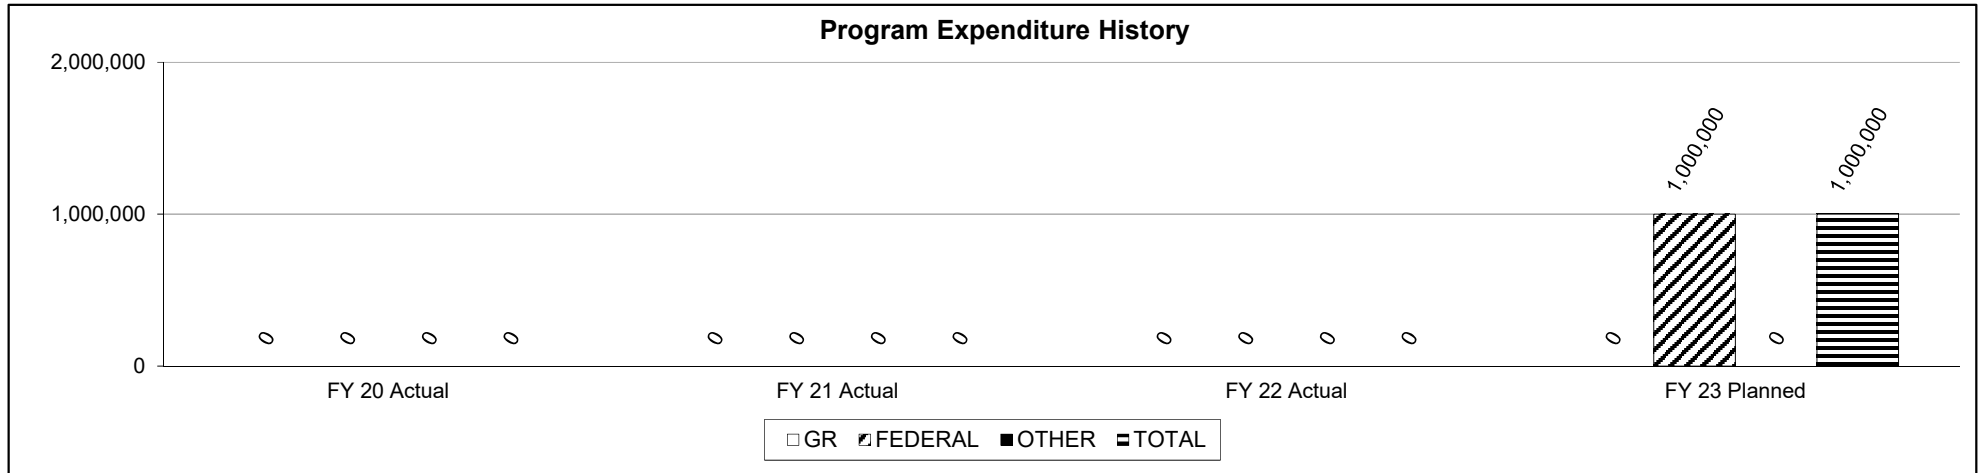 Program Expenditure History
2,000,000
1,000,000
0
0 0 0 0 0 0 0 0 0 0 0 0 0 1,000,000 0 1,000,000
FY 20 Actual FY 21 Actual FY 22 Actual FY 23 Planned
GR FEDERAL OTHER TOTAL